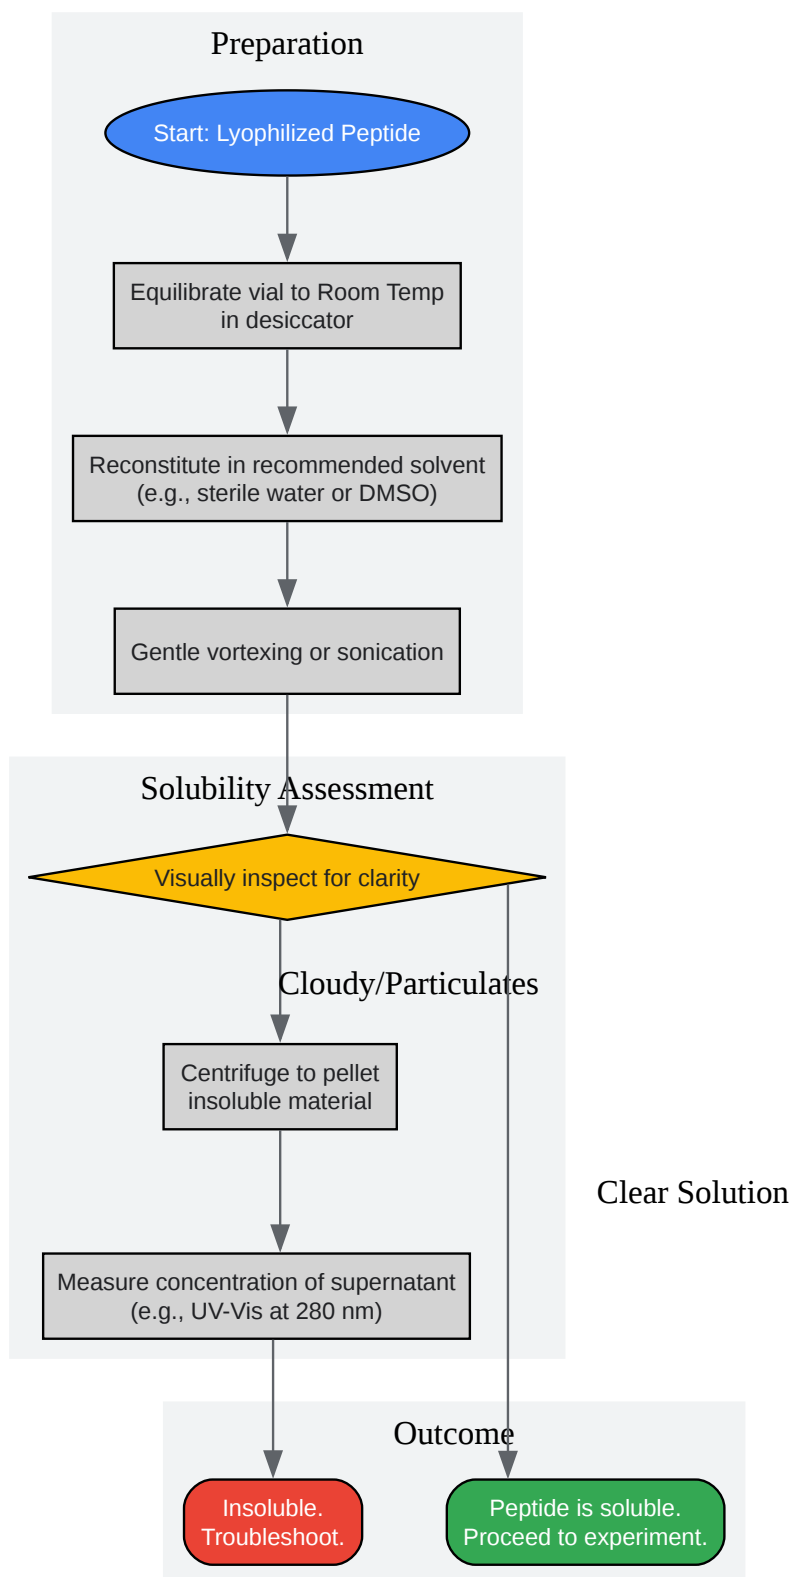 Preparation
Start: Lyophilized Peptide
Equilibrate vial to Room Temp
in desiccator
Reconstitute in recommended solvent
(e.g., sterile water or DMSO)
Gentle vortexing or sonication
Solubility Assessment
Visually inspect for clarity
Cloudy/Particulates
Centrifuge to pellet
insoluble material
Clear Solution
Measure concentration of supernatant
(e.g., UV-Vis at 280 nm)
Outcome
Insoluble.
Troubleshoot.
Peptide is soluble.
Proceed to experiment.